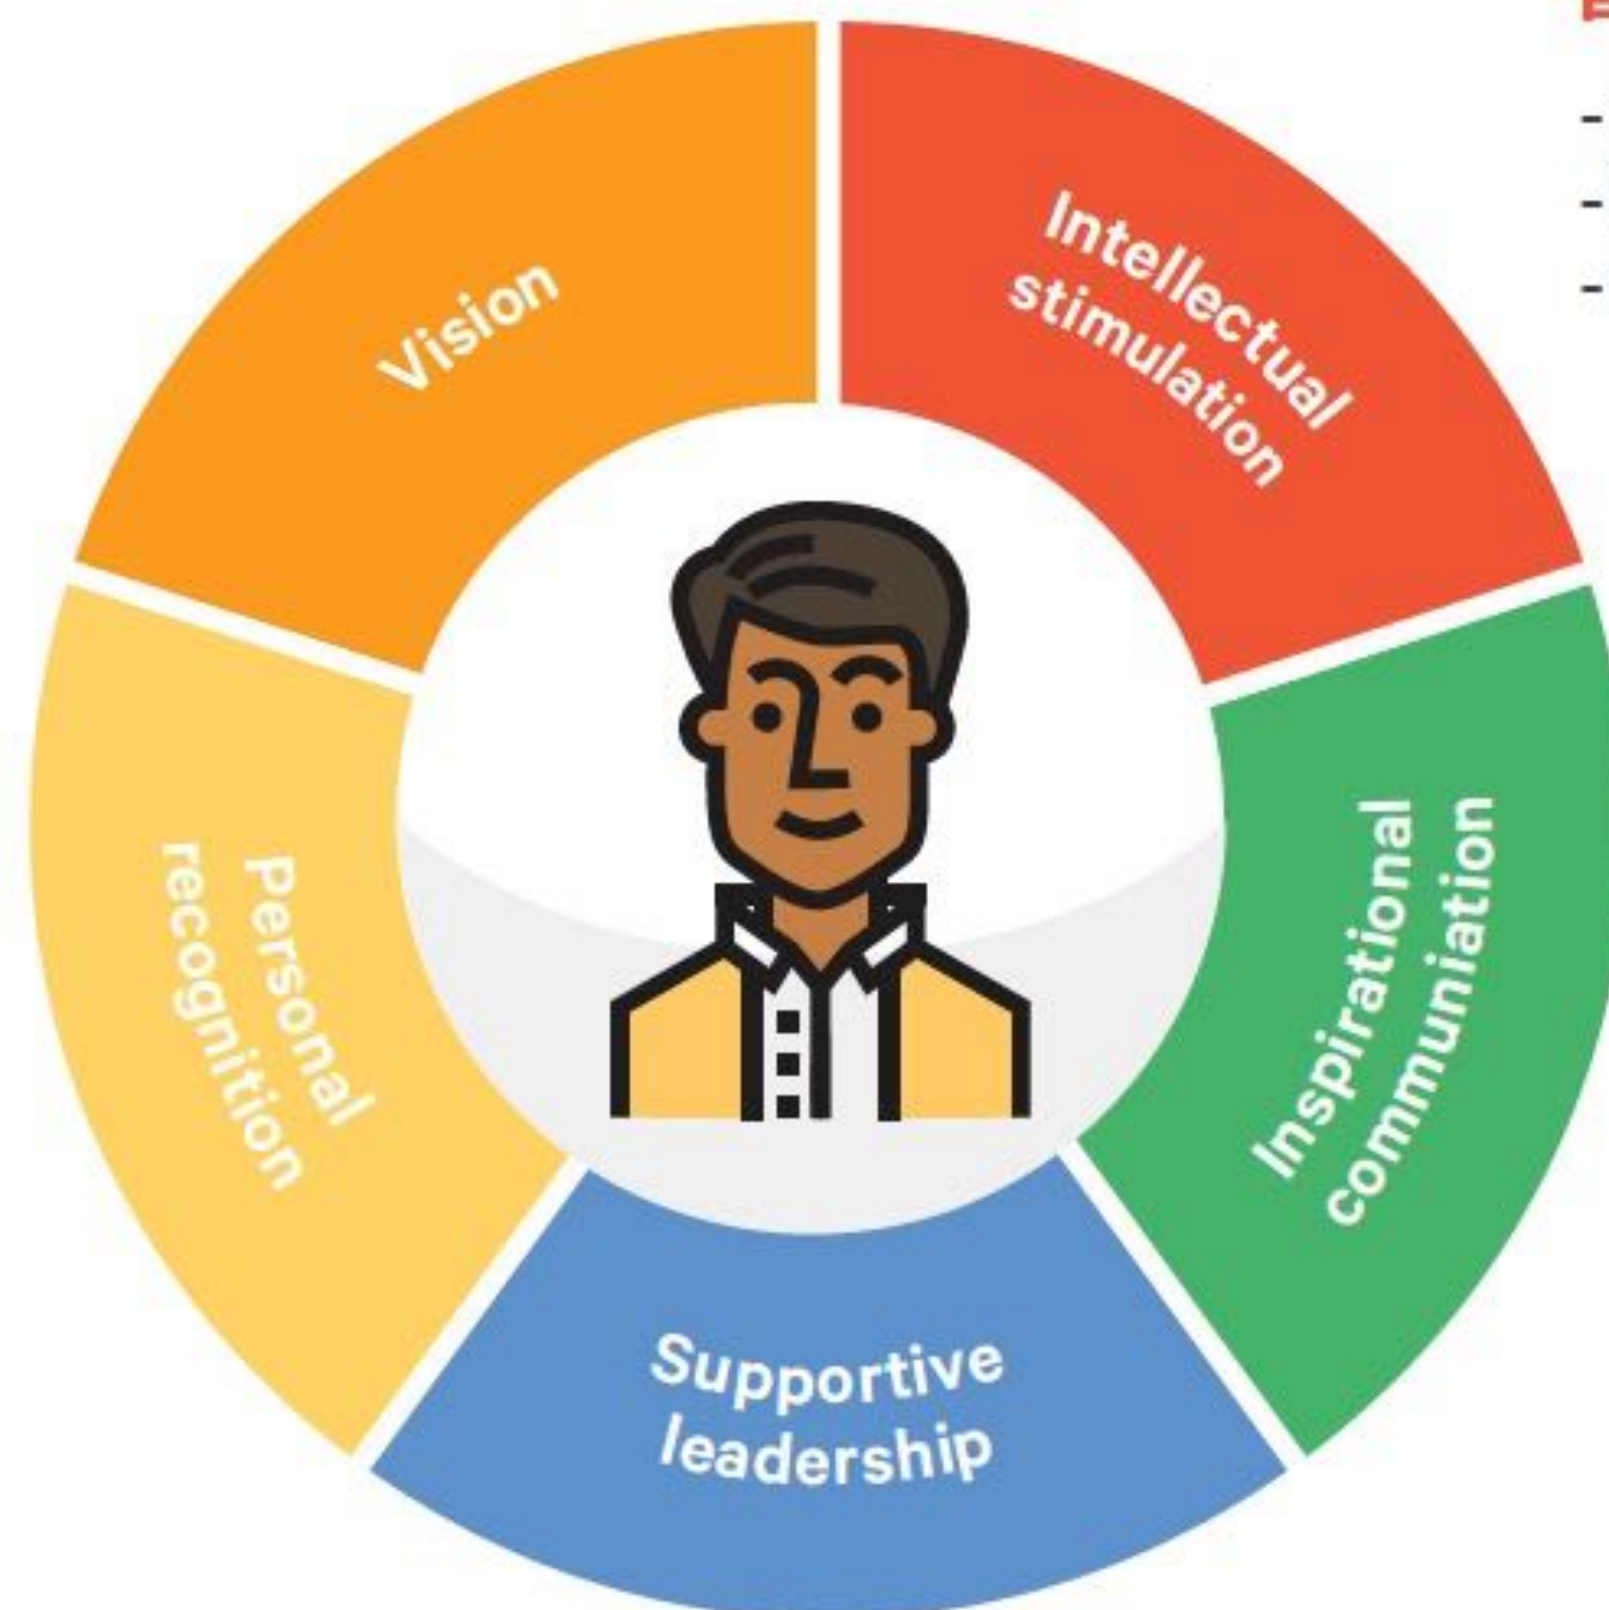 Vision
Intellectual
stimulation
Inspirational
communiation
Supportive
leadership
Personal
recognition